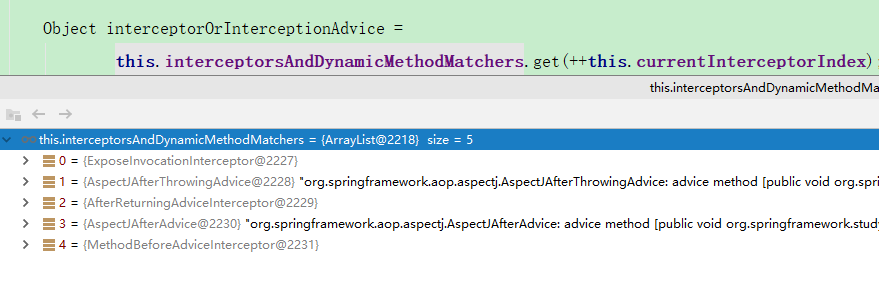 Object interceptorOrInterceptionAdvice =
this.interceptorsAndDynamicMethodMatchers.get(++this.currentInterceptorIndex);
this.interceptorsAndDynamicMethodMa
this.interceptorsAndDynamicMethodMatchers = {ArrayList@2218} size = 5
0 = {ExposeInvocationInterceptor@2227}
1 = {AspectJAfterThrowingAdvice@2228} "org.springframework.aop.aspectj.AspectJAfterThrowingAdvice: advice method [public void org.spri
2 = {AfterReturningAdviceInterceptor@2229}
3 = {AspectJAfterAdvice@2230} "org.springframework.aop.aspectj.AspectJAfterAdvice: advice method [public void org.springframework.study
4 = {MethodBeforeAdviceInterceptor@2231}